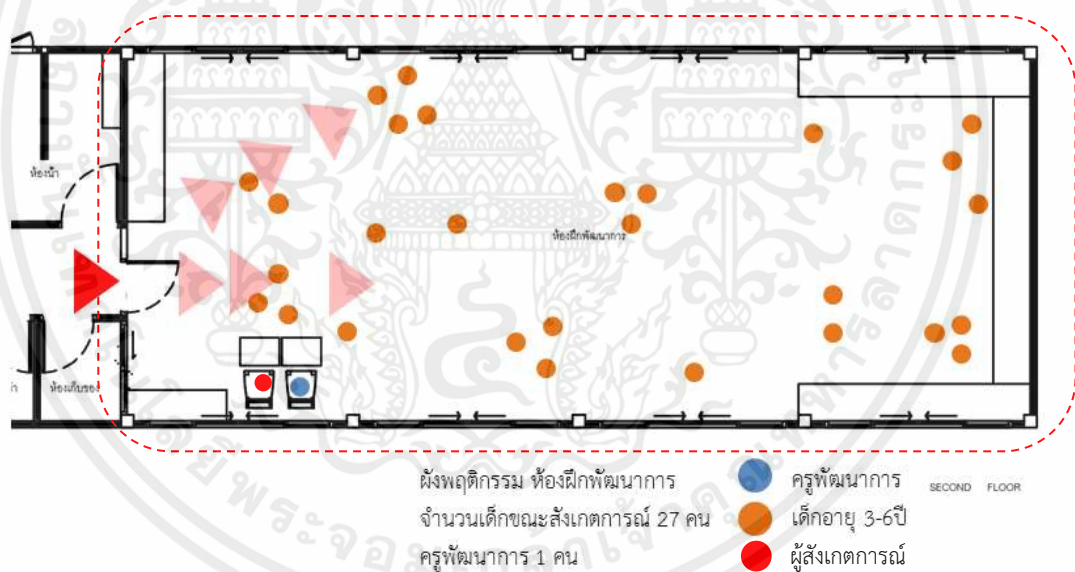 ห้องน้ำ
ห้องฝึกพัฒนาการ
ห้องเก็บของ
ผังพฤติกรรม ห้องฝึกพัฒนาการ
จำนวนเด็กขณะสังเกตการณ์ 27 คน
ครูพัฒนาการ 1 คน
ครูพัฒนาการ
เด็กอายุ 3-6ปี
ผู้สังเกตการณ์
SECOND FLOOR